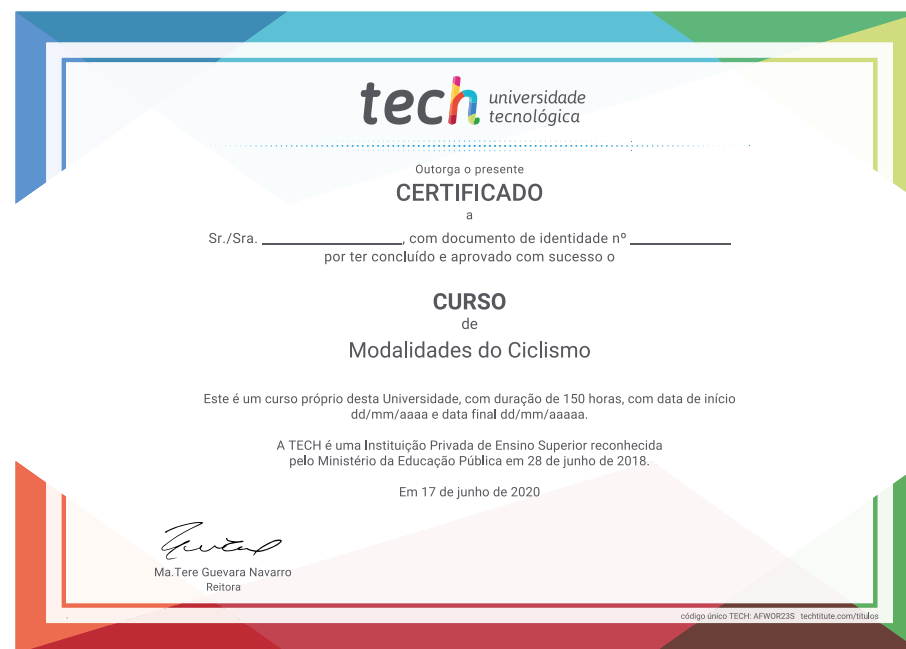 tech universidade
tecnológica
Outorga o presente
CERTIFICADO
a
Sr./Sra. ________________, com documento de identidade nº ________________
por ter concluído e aprovado com sucesso o
CURSO
de
Modalidades do Ciclismo
Este é um curso próprio desta Universidade, com duração de 150 horas, com data de início
dd/mm/aaaa e data final dd/mm/aaaaa.
A TECH é uma Instituição Privada de Ensino Superior reconhecida
pelo Ministério da Educação Pública em 28 de junho de 2018.
Em 17 de junho de 2020
Ma.Tere Guevara Navarro
Reitora
código único TECH: AFWOR23S techtitute.com/títulos